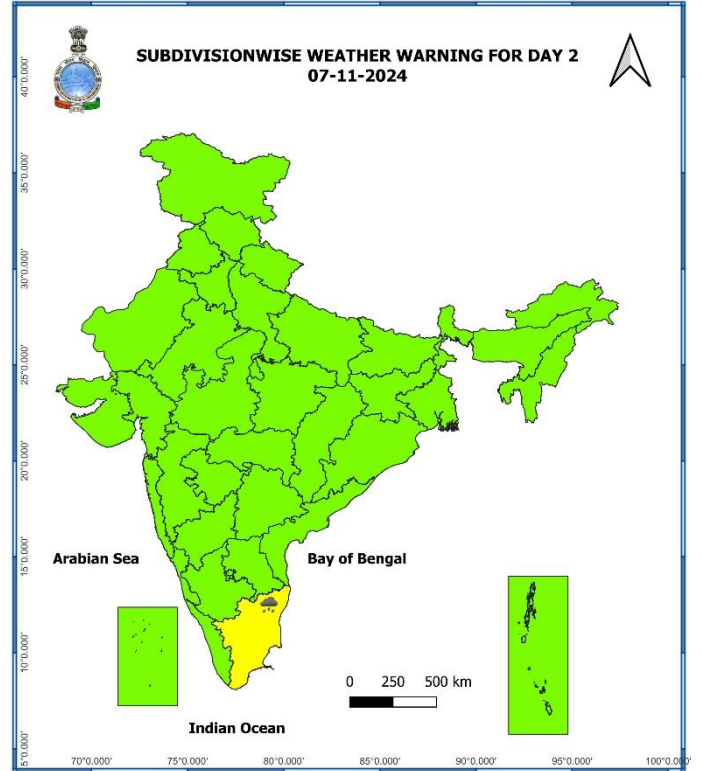 SUBDIVISIONWISE WEATHER WARNING FOR DAY 2
07-11-2024
40°0.000'
35°0.000'
30°0.000'
25°0.000'
20°0.000'
15°0.000'
Arabian Sea
Bay of Bengal
10°0.000'
0 250 500 km
Indian Ocean
5°0.000'
70°0.000' 75°0.000' 80°0.000' 85°0.000' 90°0.000' 95°0.000' 100°0.000'